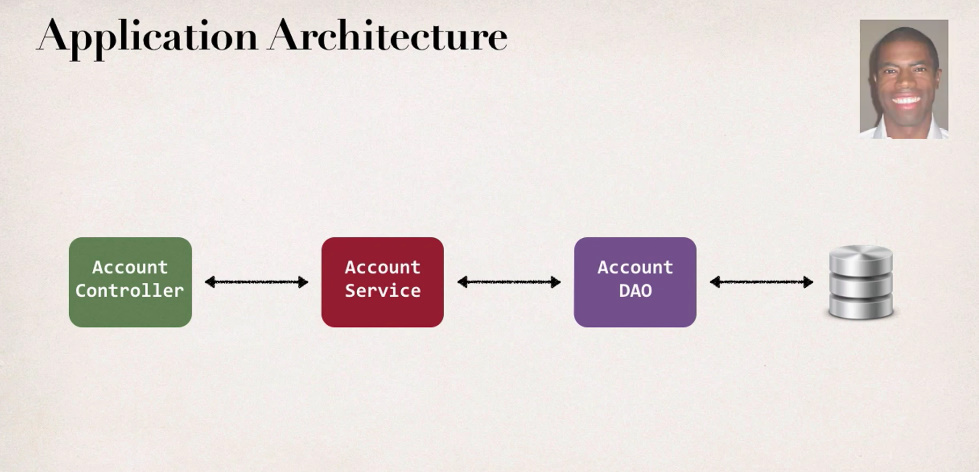 Application Architecture
Account
Controller
Account
Service
Account
DAO